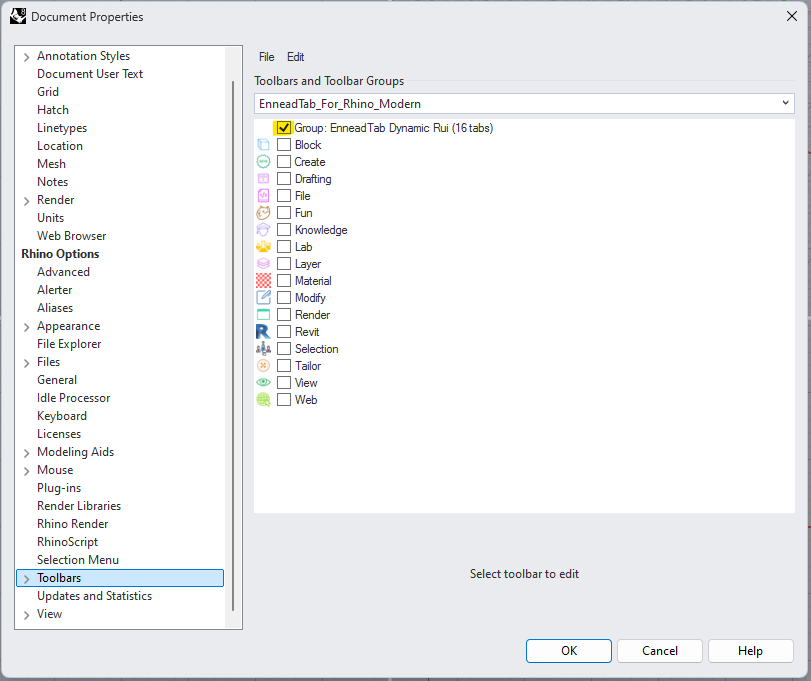 Document Properties
Annotation Styles
Document User Text
Grid
Hatch
Linetypes
Location
Mesh
Notes
Render
Units
Web Browser
Rhino Options
Advanced
Alerter
Aliases
Appearance
File Explorer
Files
General
Idle Processor
Keyboard
Licenses
Modeling Aids
Mouse
Plug-ins
Render Libraries
Rhino Render
RhinoScript
Selection Menu
Toolbars
Updates and Statistics
View
File Edit
Toolbars and Toolbar Groups
EnneadTab_For_Rhino_Modern
Group: EnneadTab Dynamic Rui (16 tabs)
Block
Create
Drafting
File
Fun
Knowledge
Lab
Layer
Material
Modify
Render
Revit
Selection
Tailor
View
Web
Select toolbar to edit
OK Cancel Help